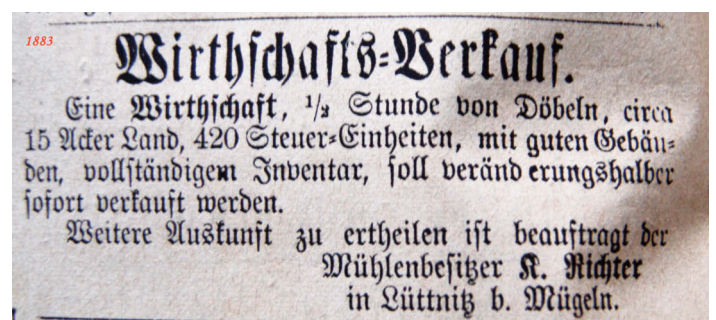 1883
Wirthschafts-Verkauf.
Eine Wirthschaft, 1/2 Stunde von Döbeln, circa
15 Acker Land, 420 Steuer-Einheiten, mit guten Gebäu-
den, vollständigem Inventar, soll veränd erungshalber
sofort verkauft werden.
Weitere Auskunft zu ertheilen ist beauftragt der
Mühlenbesitzer K. Richter
in Lüttnitz b. Mügeln.